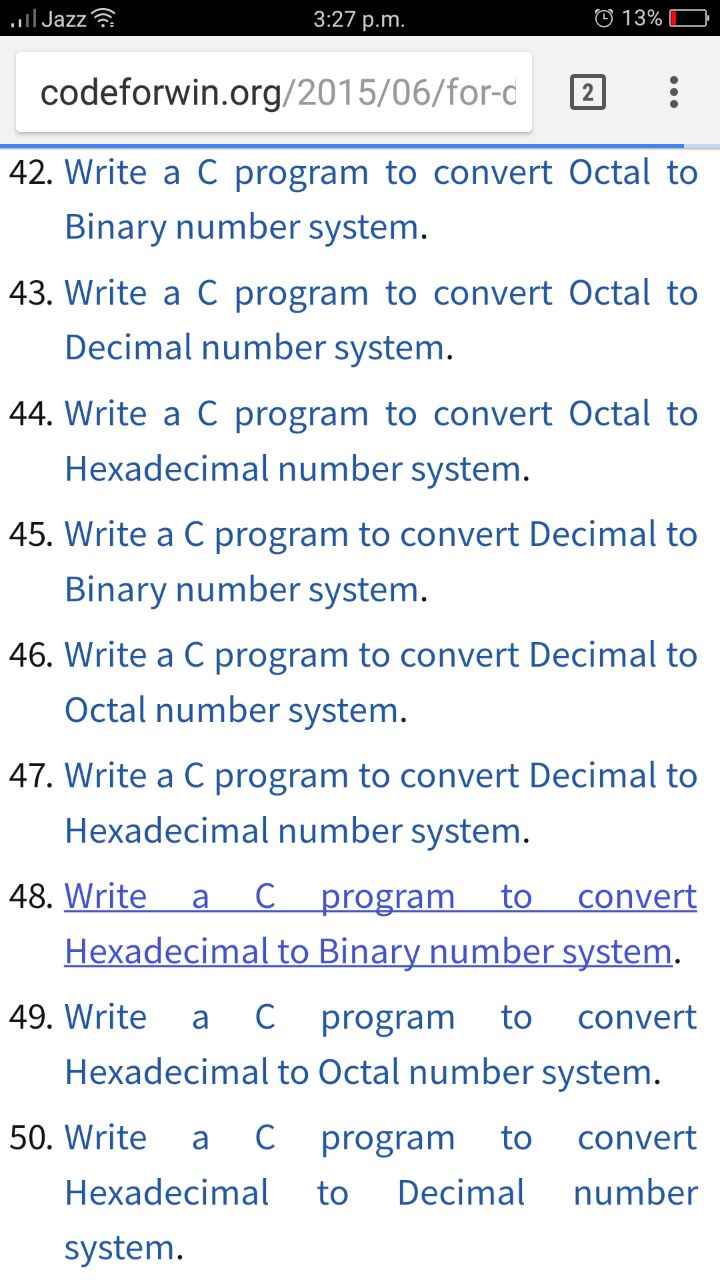 Jazz 3:27 p.m. 13%
codeforwin.org/2015/06/for-d 2
42. Write a C program to convert Octal to
Binary number system.
43. Write a C program to convert Octal to
Decimal number system.
44. Write a C program to convert Octal to
Hexadecimal number system.
45. Write a C program to convert Decimal to
Binary number system.
46. Write a C program to convert Decimal to
Octal number system.
47. Write a C program to convert Decimal to
Hexadecimal number system.
48. Write a C program to convert
Hexadecimal to Binary number system.
49. Write a C program to convert
Hexadecimal to Octal number system.
50. Write a C program to convert
Hexadecimal to Decimal number
system.